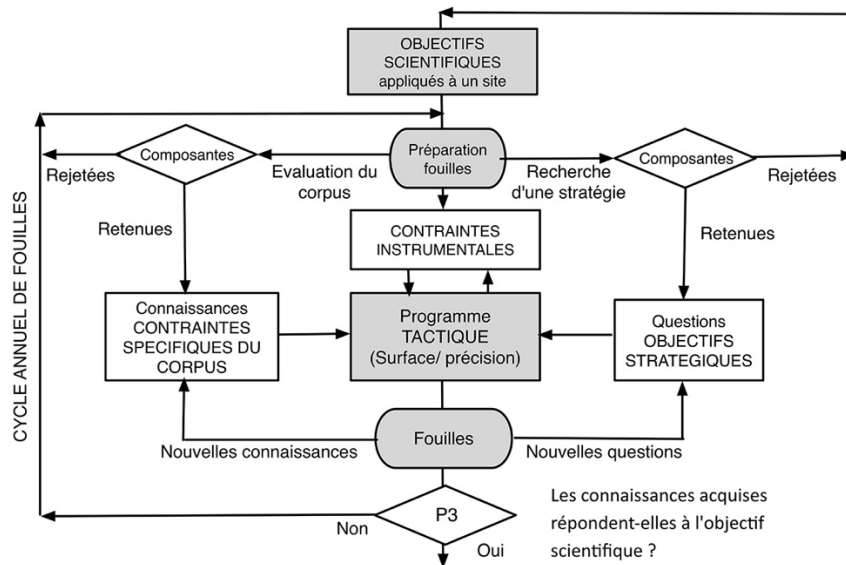 OBJECTIFS
SCIENTIFIQUES
appliqués à un site
Composantes
Préparation
fouilles
Composantes
Rejetées
Evaluation du
corpus
Recherche
d'une stratégie
Rejetées
Retenues
CONTRAINTES
INSTRUMENTALES
Retenues
CYCLE ANNUEL DE FOUILLES
Connaissances
CONTRAINTES
SPECIFIQUES DU
CORPUS
Programme
TACTIQUE
(Surface/ précision)
Questions
OBJECTIFS
STRATEGIQUES
Fouilles
Nouvelles connaissances
Nouvelles questions
P3
Non
Oui
Les connaissances acquises
répondent-elles à l'objectif
scientifique ?